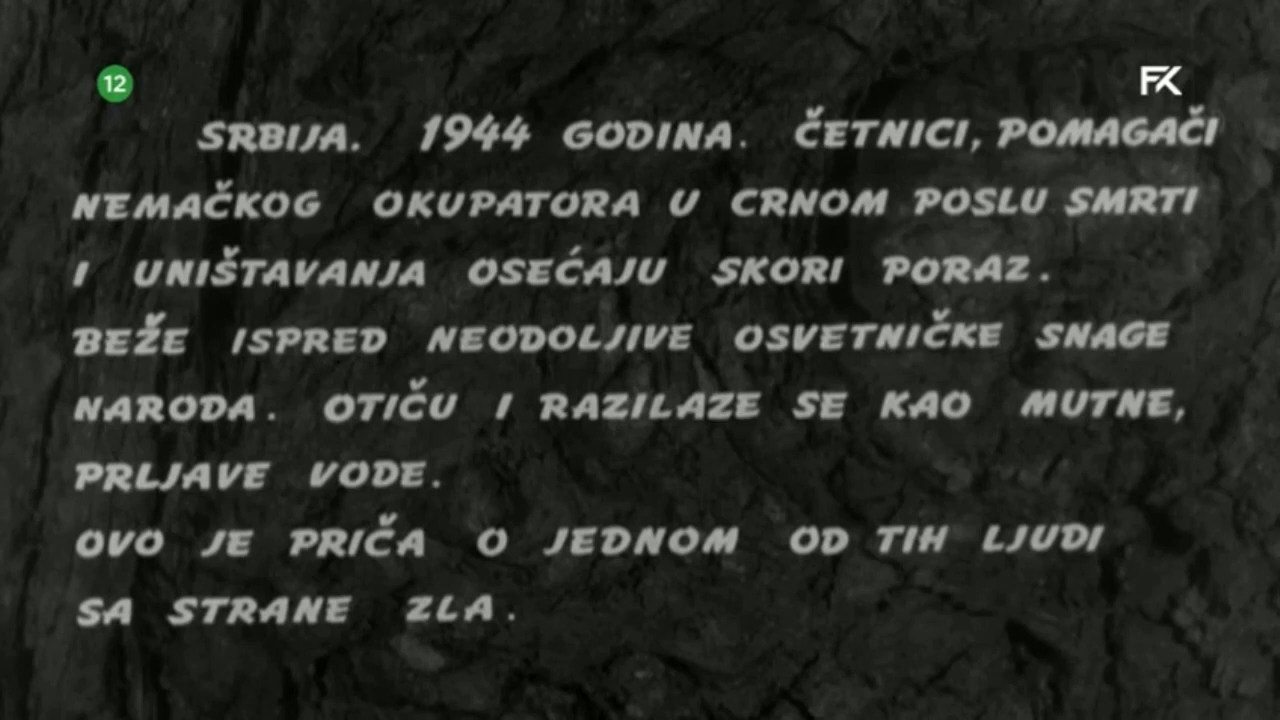 12
FK
SRBIJA. 1944 GODINA. ČETNICI, POMAGAČI
NEMAČKOG OKUPATORA U CRNOM POSLU SMRTI
I UNIŠTAVANJA OSEĆAJU SKORI PORAZ.
BEŽE ISPRED NEODOLJIVE OSVETNIČKE SNAGE
NARODA. OTIČU I RAZILAZE SE KAO MUTNE,
PRLJAVE VODE.
OVO JE PRIČA O JEDNOM OD TIH LJUDI
SA STRANE ZLA.